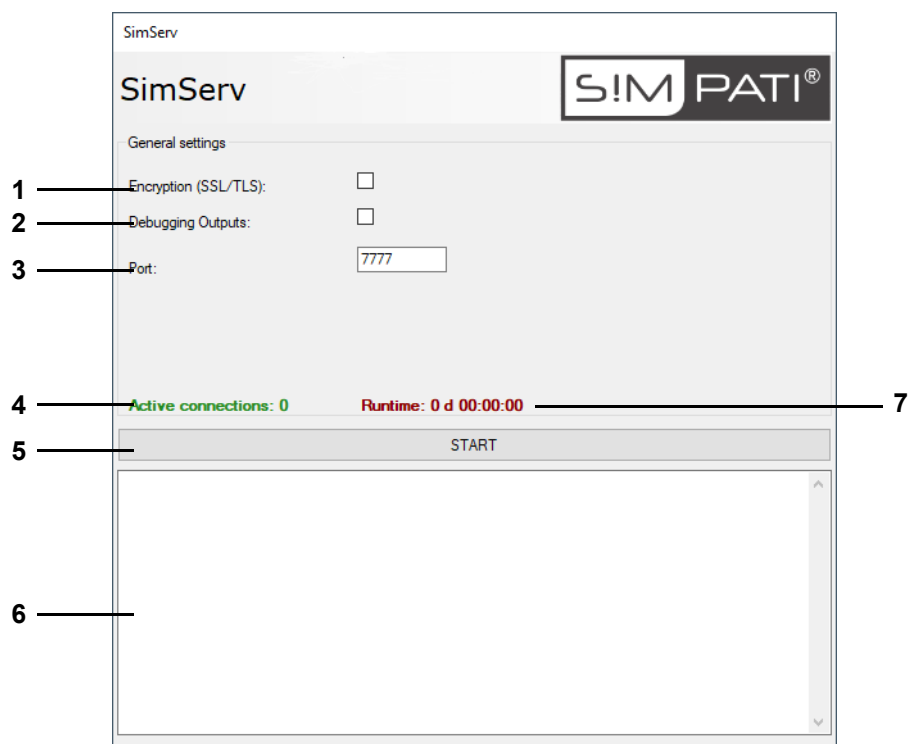 SimServ
SimServ
S!M PATI®
General settings
1 Encryption (SSL/TLS):
2 Debugging Outputs:
3 Port: 7777
4 Active connections: 0 Runtime: 0 d 00:00:00 7
5 START
6